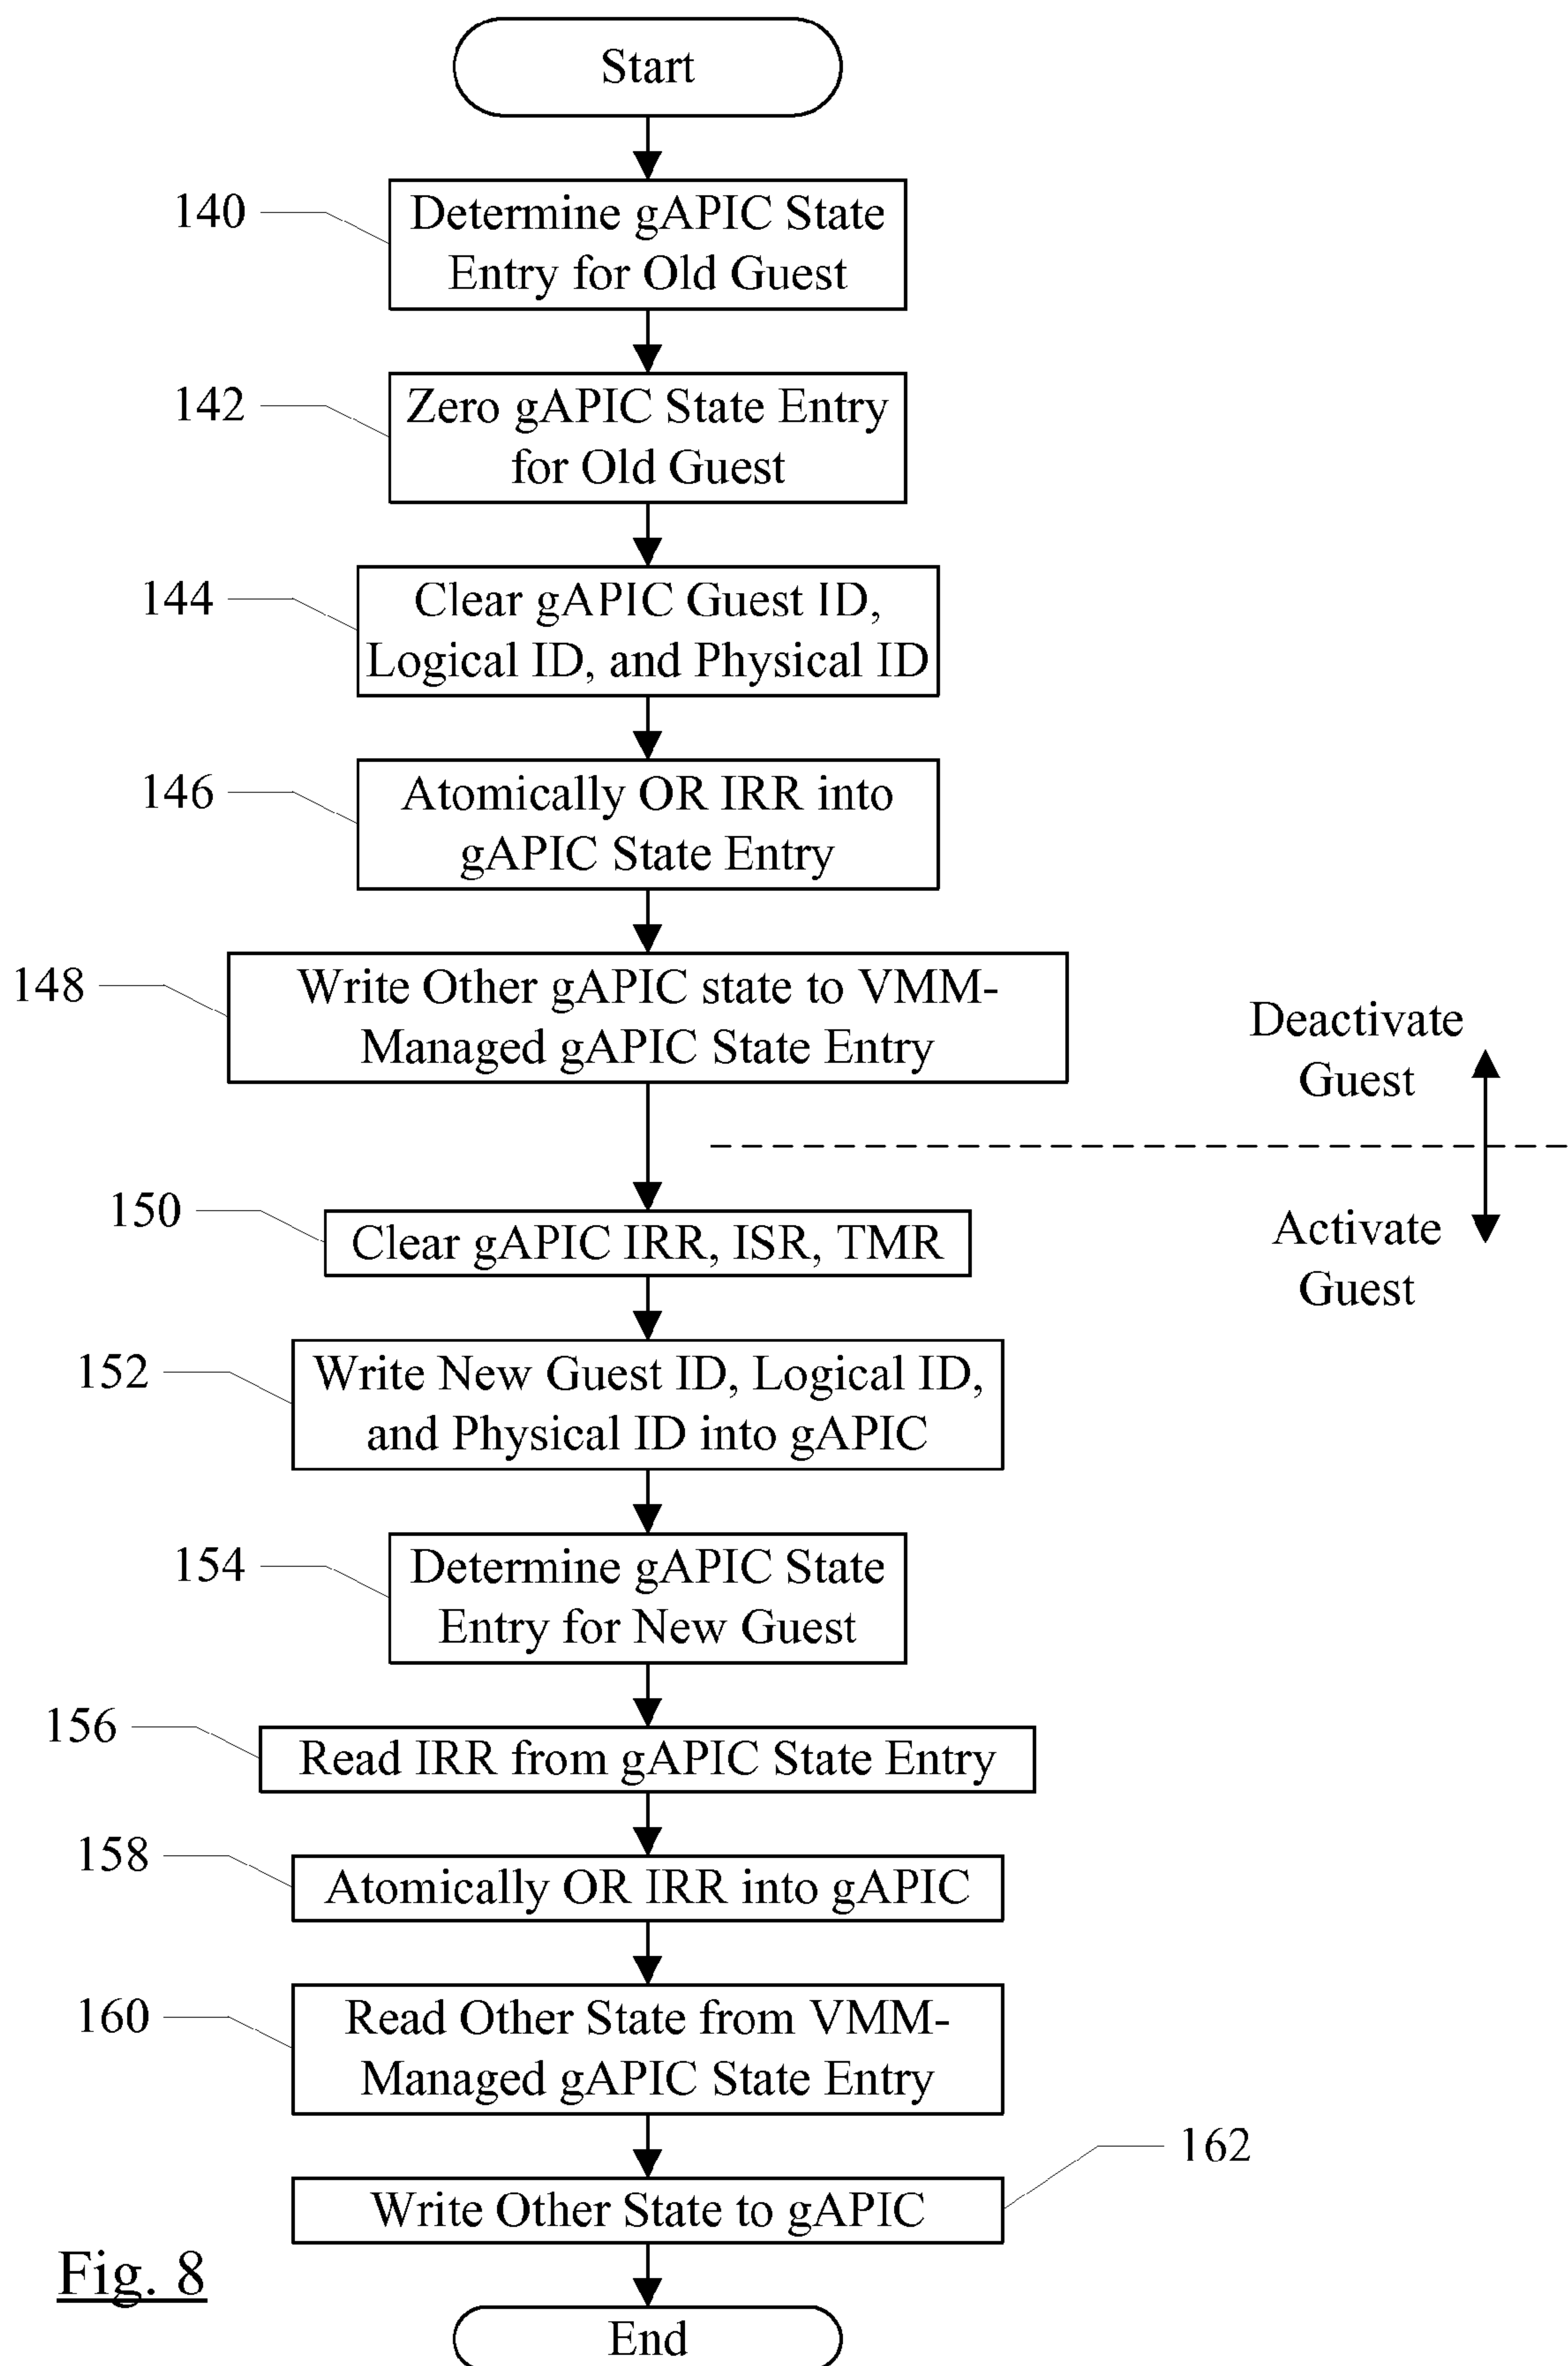 Start
140
Determine gAPIC State
Entry for Old Guest
142
Zero gAPIC State Entry
for Old Guest
144
Clear gAPIC Guest ID,
Logical ID, and Physical ID
146
Atomically OR IRR into
gAPIC State Entry
148
Write Other gAPIC state to VMM-
Managed gAPIC State Entry
Deactivate
Guest
Activate
Guest
150
Clear gAPIC IRR, ISR, TMR
152
Write New Guest ID, Logical ID,
and Physical ID into gAPIC
154
Determine gAPIC State
Entry for New Guest
156
Read IRR from gAPIC State Entry
158
Atomically OR IRR into gAPIC
160
Read Other State from VMM-
Managed gAPIC State Entry
162
Write Other State to gAPIC
Fig. 8
End